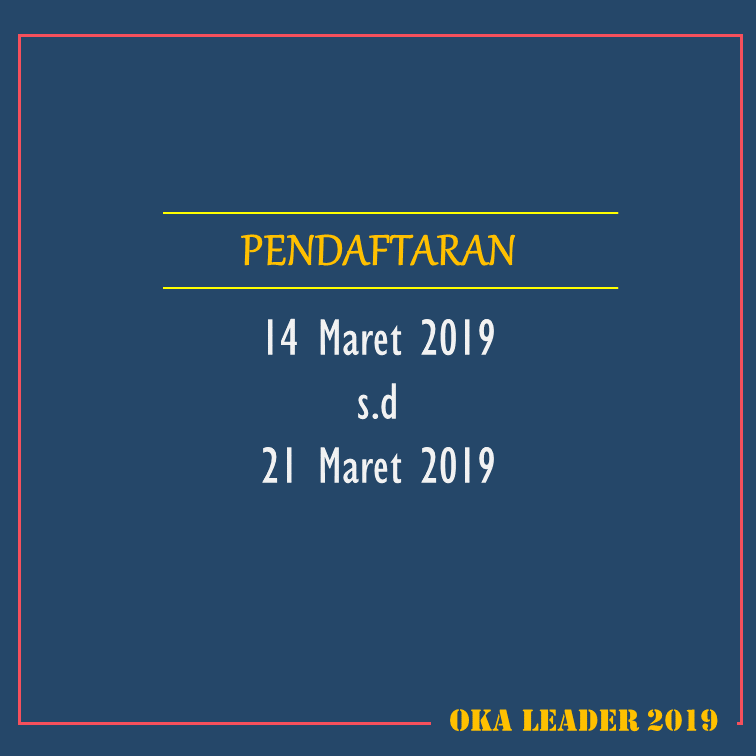 PENDAFTARAN
14 Maret 2019
s.d
21 Maret 2019
OKA LEADER 2019